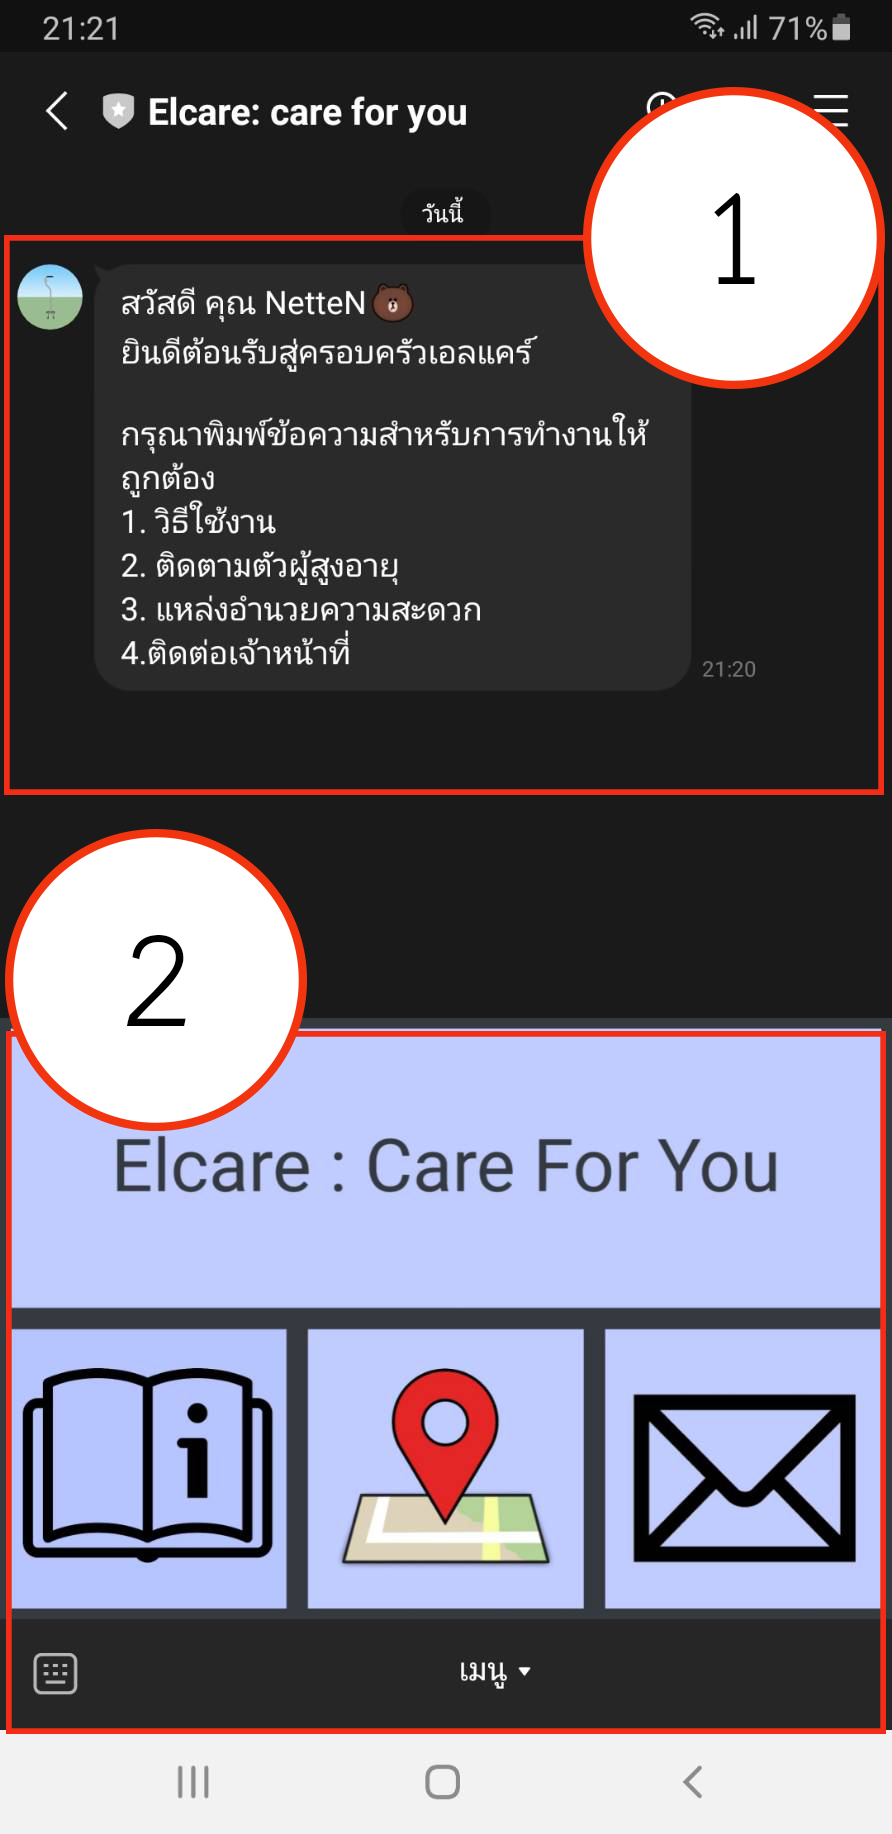 21:21
71%
Elcare: care for you
1
วันนี้
สวัสดี คุณ NetteN
ยินดีต้อนรับสู่ครอบครัวเอลแคร์
กรุณาพิมพ์ข้อความสำหรับการทำงานให้
ถูกต้อง
1. วิธีใช้งาน
2. ติดตามตัวผู้สูงอายุ
3. แหล่งอำนวยความสะดวก
4.ติดต่อเจ้าหน้าที่
21:20
2
Elcare : Care For You
เมนู